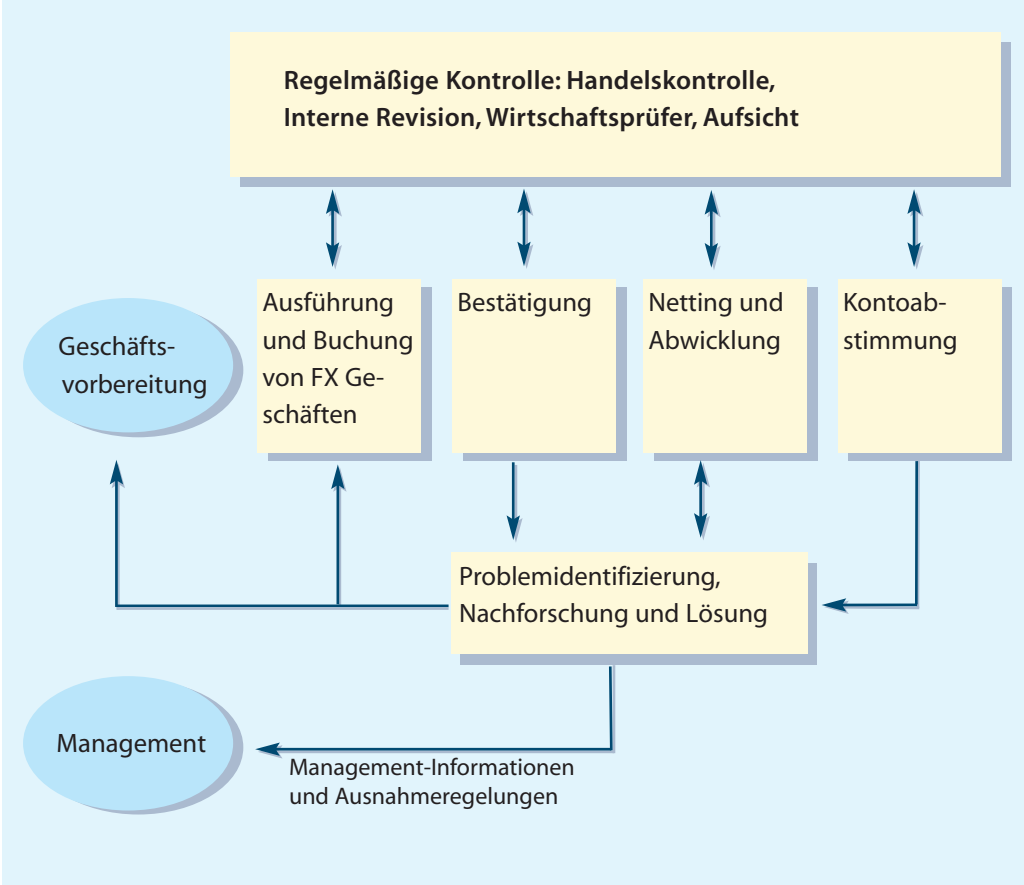 Regelmäßige Kontrolle: Handelskontrolle,
Interne Revision, Wirtschaftsprüfer, Aufsicht
Geschäfts-
vorbereitung
Ausführung
und Buchung
von FX Ge-
schäften
Bestätigung
Netting und
Abwicklung
Kontoab-
stimmung
Problemidentifizierung,
Nachforschung und Lösung
Management
Management-Informationen
und Ausnahmeregelungen